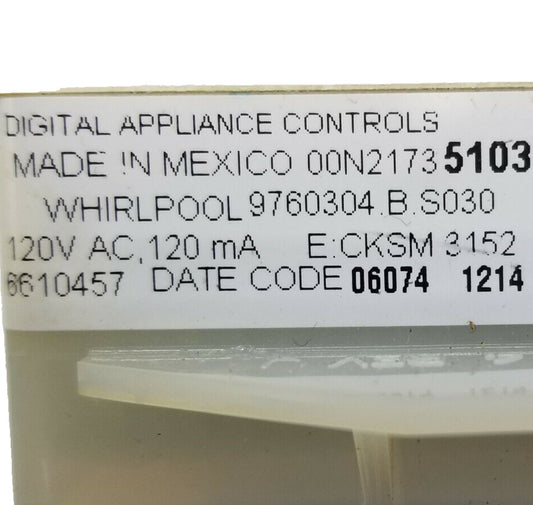 DIGITAL APPLIANCE CONTROLS
MADE IN MEXICO 00N2173 5103
WHIRLPOOL 9760304.B.S030
120V AC, 120 mA E:CKSM 3152
6610457 DATE CODE 06074 1214